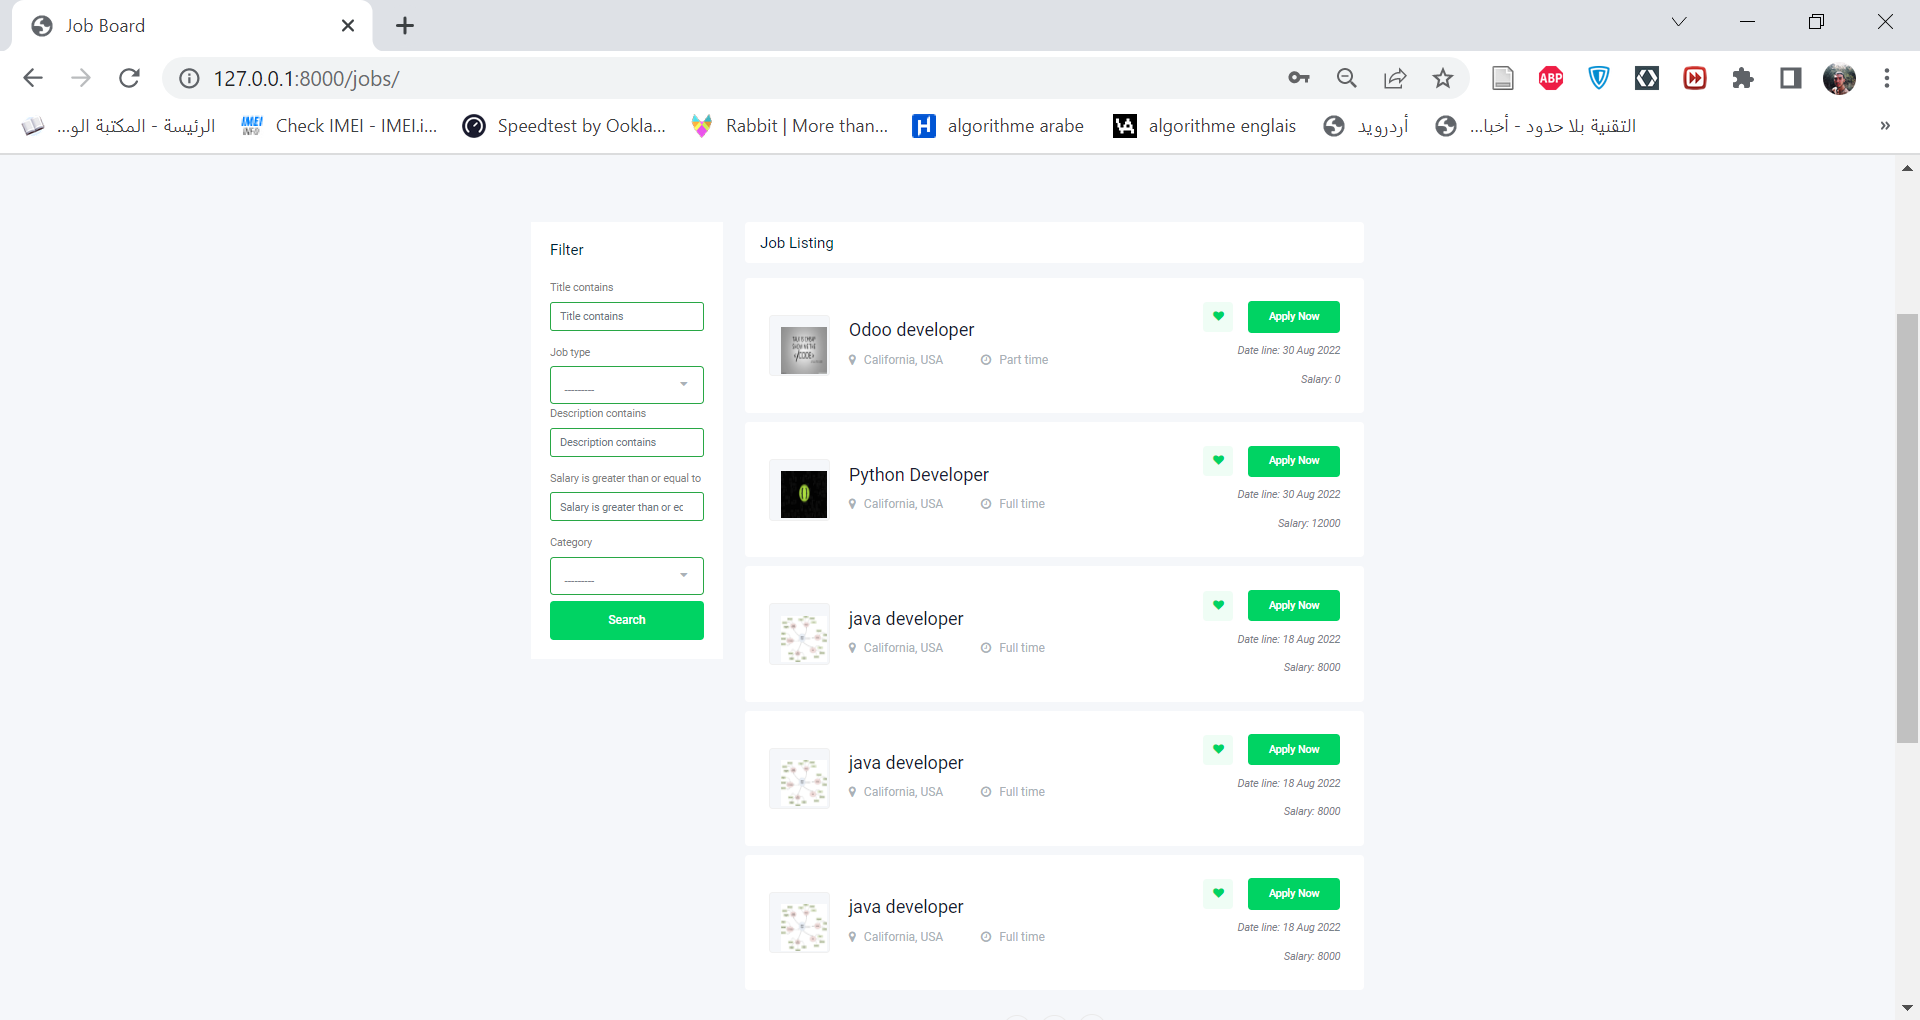 Job Board
127.0.0.1:8000/jobs/
ABP
الرئيسة - المكتبة الو...
IMEI INFO
Check IMEI - IMEI.i...
Speedtest by Ookla...
Rabbit | More than...
H algorithme arabe
VA algorithme englais
أردرويد
التقنية بلا حدود - أخبا...
»
Filter
Title contains
Title contains
Job type
---------
Description contains
Description contains
Salary is greater than or equal to
Salary is greater than or ec
Category
---------
Search
Job Listing
Odoo developer
California, USA
Part time
Apply Now
Date line: 30 Aug 2022
Salary: 0
Python Developer
California, USA
Full time
Apply Now
Date line: 30 Aug 2022
Salary: 12000
java developer
California, USA
Full time
Apply Now
Date line: 18 Aug 2022
Salary: 8000
java developer
California, USA
Full time
Apply Now
Date line: 18 Aug 2022
Salary: 8000
java developer
California, USA
Full time
Apply Now
Date line: 18 Aug 2022
Salary: 8000